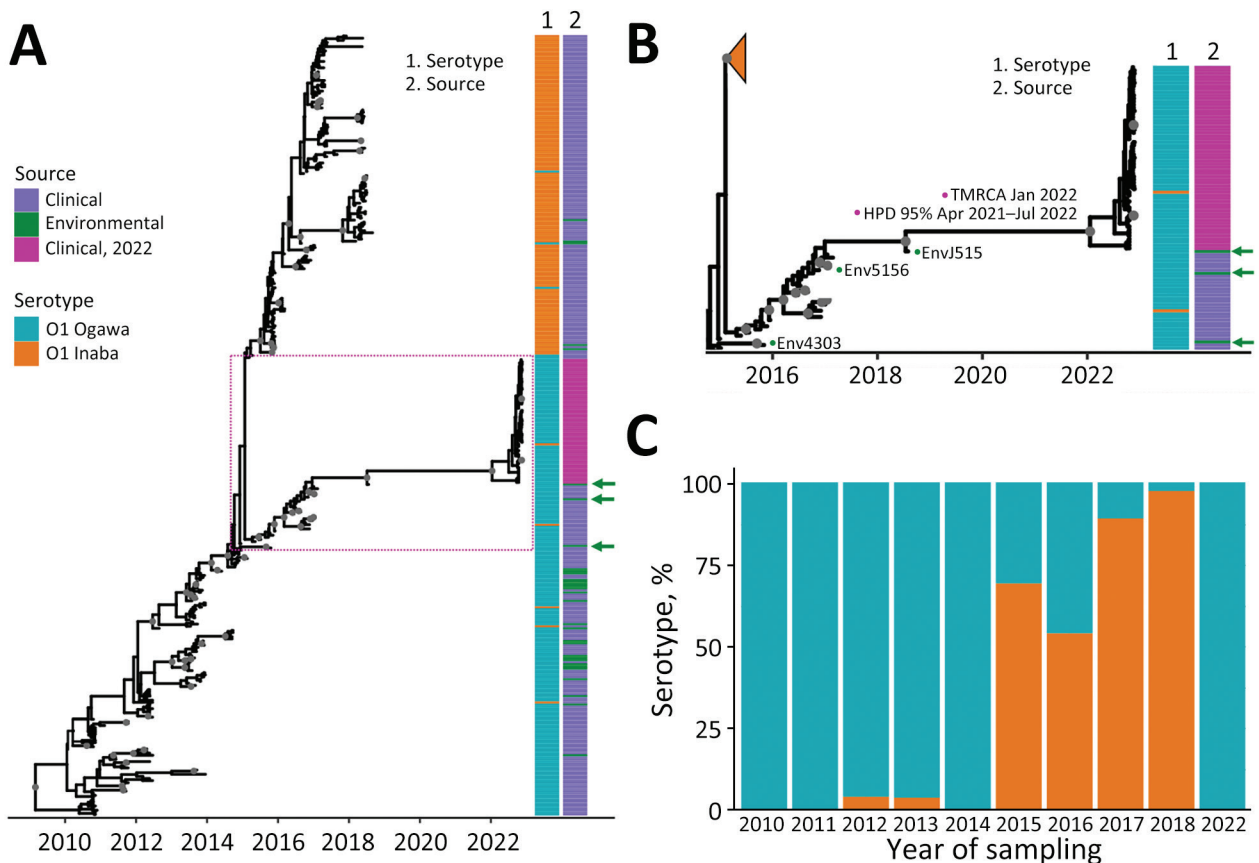 A
1 2
1. Serotype
2. Source
Source
Clinical
Environmental
Clinical, 2022
Serotype
O1 Ogawa
O1 Inaba
2010 2012 2014 2016 2018 2020 2022
B
1 2
1. Serotype
2. Source
TMRCA Jan 2022
HPD 95% Apr 2021–Jul 2022
EnvJ515
Env5156
Env4303
2016 2018 2020 2022
C
Serotype, %
100
75
50
25
0
2010 2011 2012 2013 2014 2015 2016 2017 2018 2022
Year of sampling